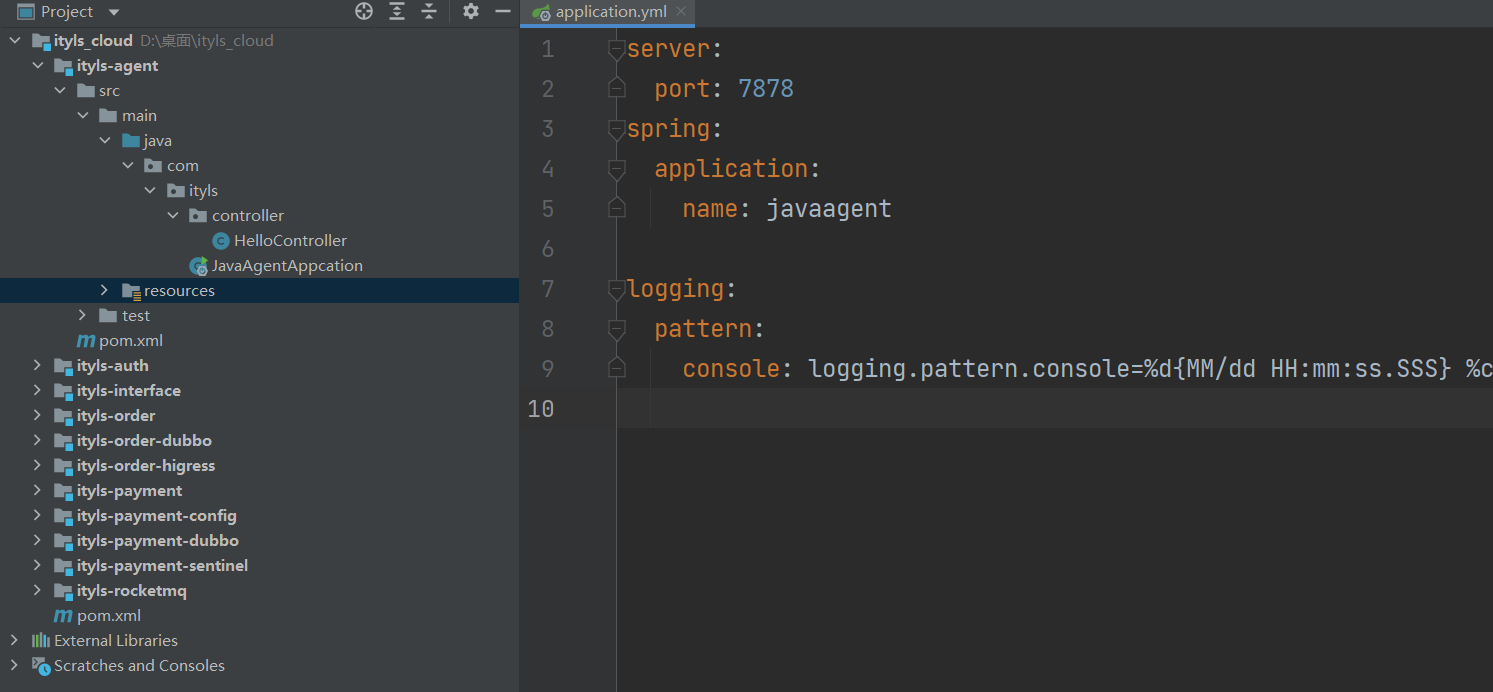 Project
ityls_cloud D:\桌面\ityls_cloud
ityls-agent
src
main
java
com
ityls
controller
HelloController
JavaAgentAppcation
resources
test
pom.xml
ityls-auth
ityls-interface
ityls-order
ityls-order-dubbo
ityls-order-higress
ityls-payment
ityls-payment-config
ityls-payment-dubbo
ityls-payment-sentinel
ityls-rocketmq
pom.xml
External Libraries
Scratches and Consoles
application.yml
1 server:
2 port: 7878
3 spring:
4 application:
5 name: javaagent
6
7 logging:
8 pattern:
9 console: logging.pattern.console=%d{MM/dd HH:mm:ss.SSS} %c
10